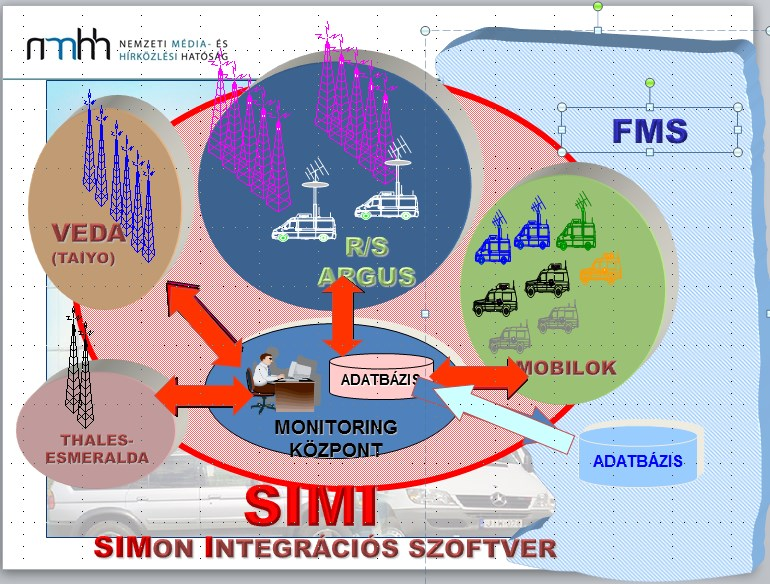 nmhh
NEMZETI MÉDIA- ÉS
HÍRKÖZLÉSI HATÓSÁG
FMS
VEDA
(TAIYO)
R/S
ARGUS
MOBILOK
ADATBÁZIS
MONITORING
KÖZPONT
THALES-
ESMERALDA
ADATBÁZIS
SIMI
SIMON INTEGRÁCIÓS SZOFTVER